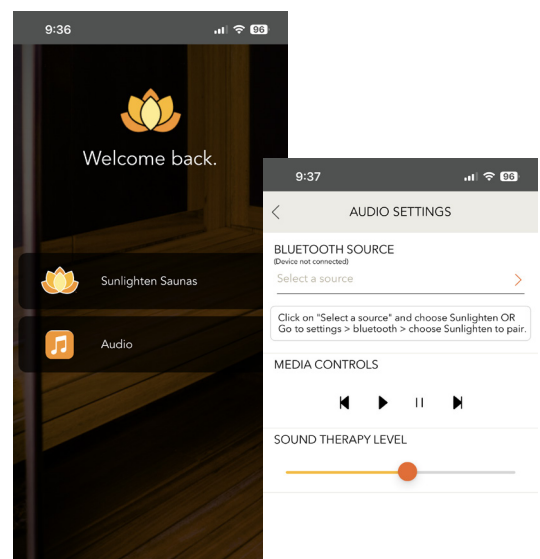 9:36
96
Welcome back.
Sunlighten Saunas
Audio
9:37
96
AUDIO SETTINGS
BLUETOOTH SOURCE
(Device not connected)
Select a source
Click on "Select a source" and choose Sunlighten OR
Go to settings > bluetooth > choose Sunlighten to pair.
MEDIA CONTROLS
SOUND THERAPY LEVEL